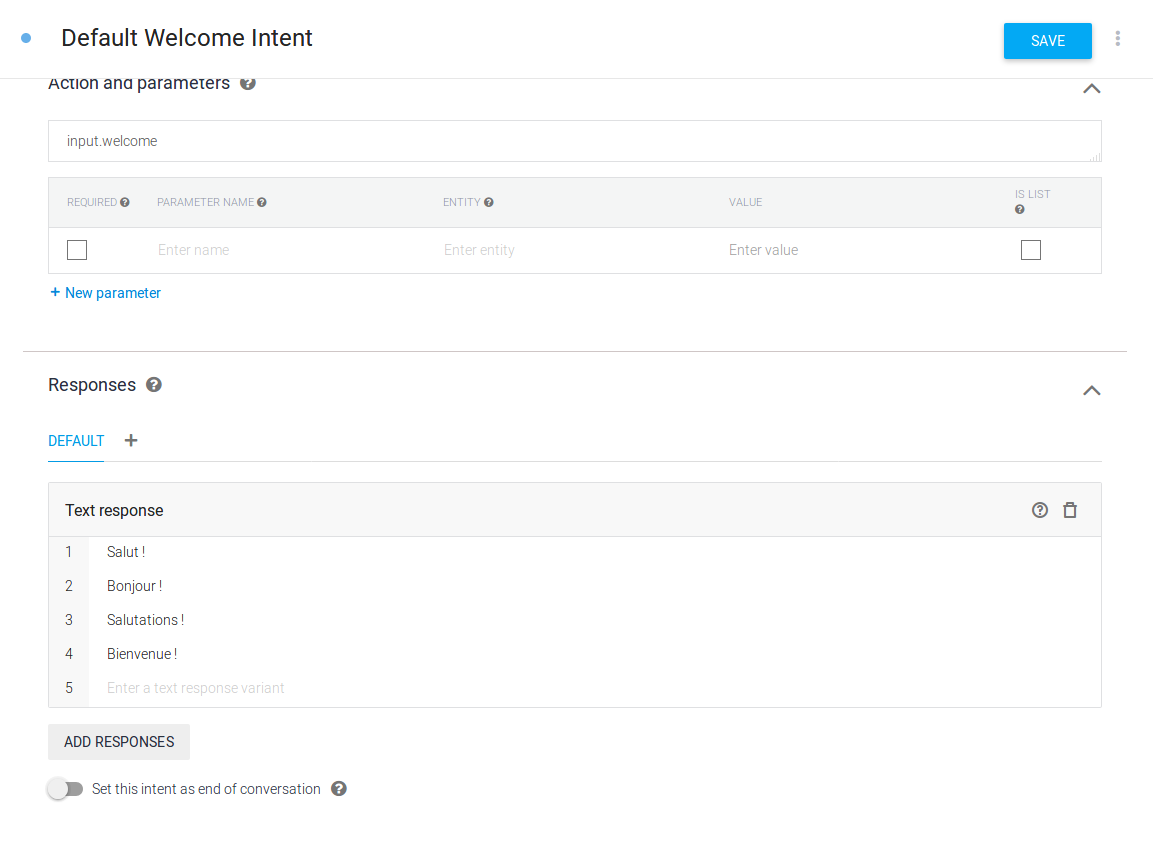 Default Welcome Intent
SAVE
Action and parameters
input.welcome
REQUIRED PARAMETER NAME ENTITY VALUE IS LIST
Enter name Enter entity Enter value
+ New parameter
Responses
DEFAULT +
Text response
1 Salut !
2 Bonjour !
3 Salutations !
4 Bienvenue !
5 Enter a text response variant
ADD RESPONSES
Set this intent as end of conversation